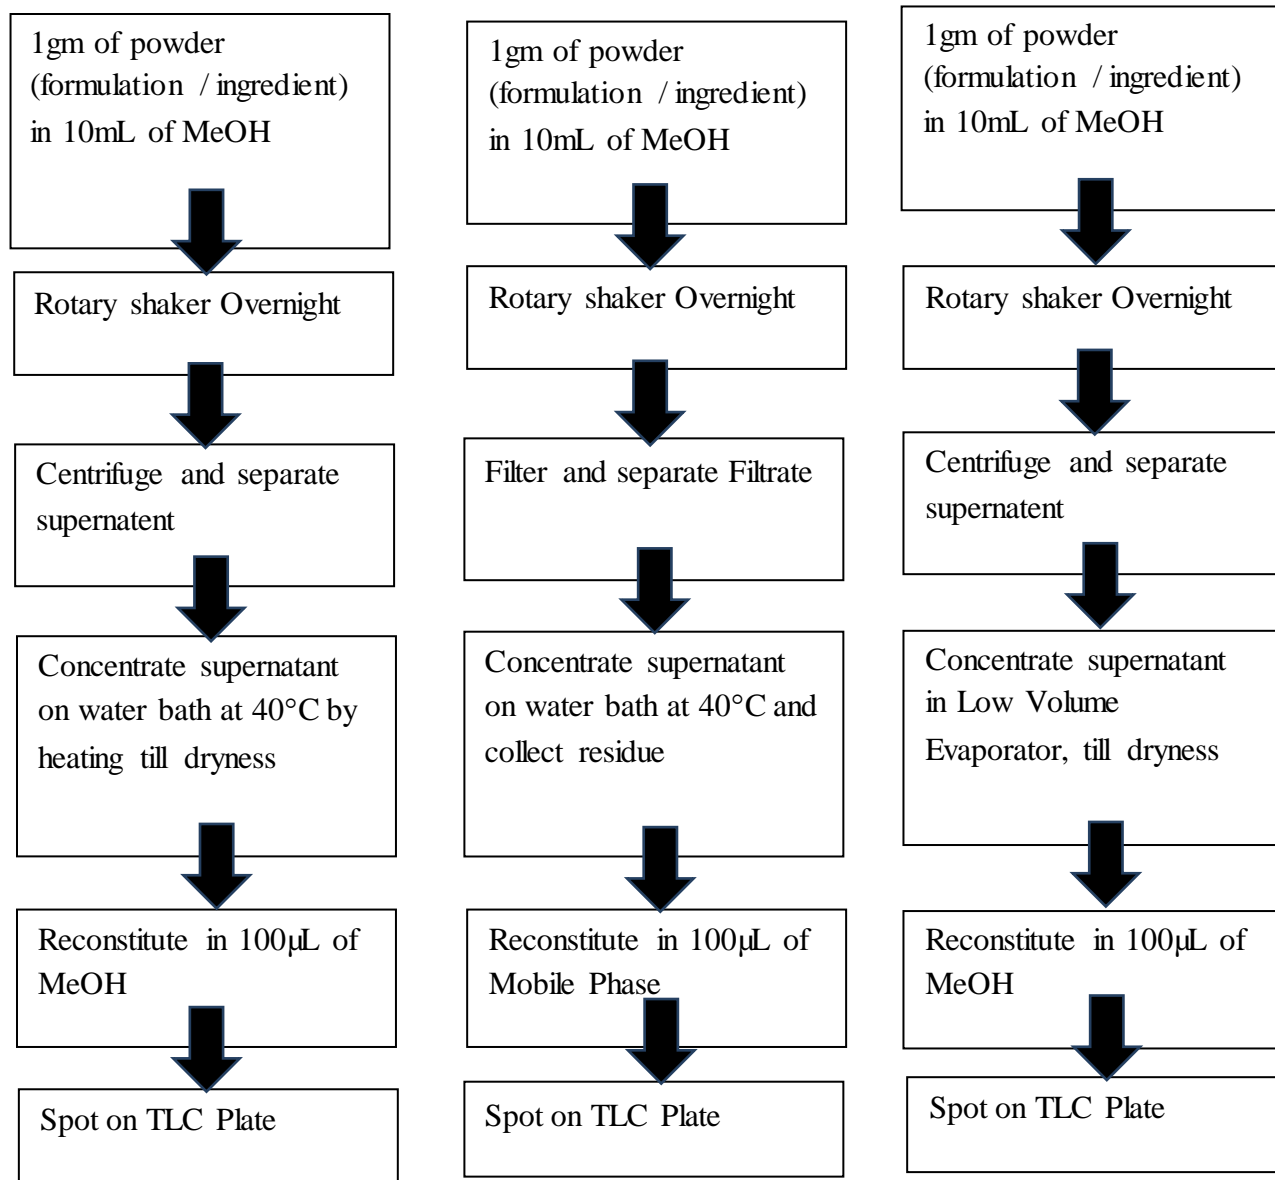 1gm of powder
(formulation / ingredient)
in 10mL of MeOH
Rotary shaker Overnight
Centrifuge and separate
supernatent
Concentrate supernatant
on water bath at 40°C by
heating till dryness
Reconstitute in 100μL of
MeOH
Spot on TLC Plate
1gm of powder
(formulation / ingredient)
in 10mL of MeOH
Rotary shaker Overnight
Filter and separate Filtrate
Concentrate supernatant
on water bath at 40°C and
collect residue
Reconstitute in 100μL of
Mobile Phase
Spot on TLC Plate
1gm of powder
(formulation / ingredient)
in 10mL of MeOH
Rotary shaker Overnight
Centrifuge and separate
supernatent
Concentrate supernatant
in Low Volume
Evaporator, till dryness
Reconstitute in 100μL of
MeOH
Spot on TLC Plate